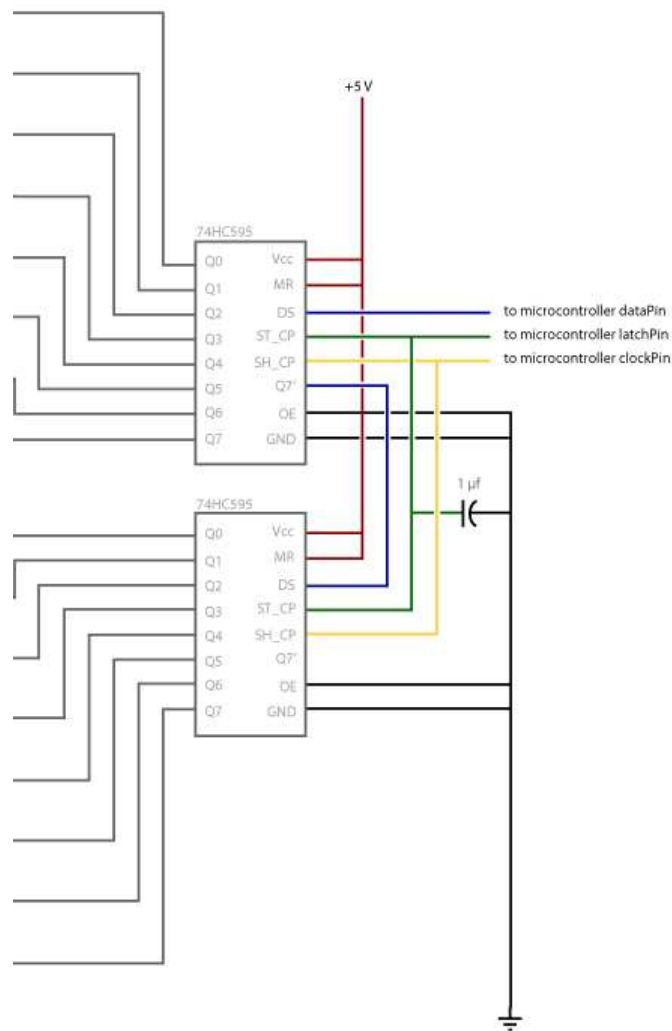 +5 V
74HC595
Q0 Vcc
Q1 MR
Q2 DS to microcontroller dataPin
Q3 ST_CP to microcontroller latchPin
Q4 SH_CP to microcontroller clockPin
Q5 Q7'
Q6 OE
Q7 GND
1 µf
74HC595
Q0 Vcc
Q1 MR
Q2 DS
Q3 ST_CP
Q4 SH_CP
Q5 Q7'
Q6 OE
Q7 GND